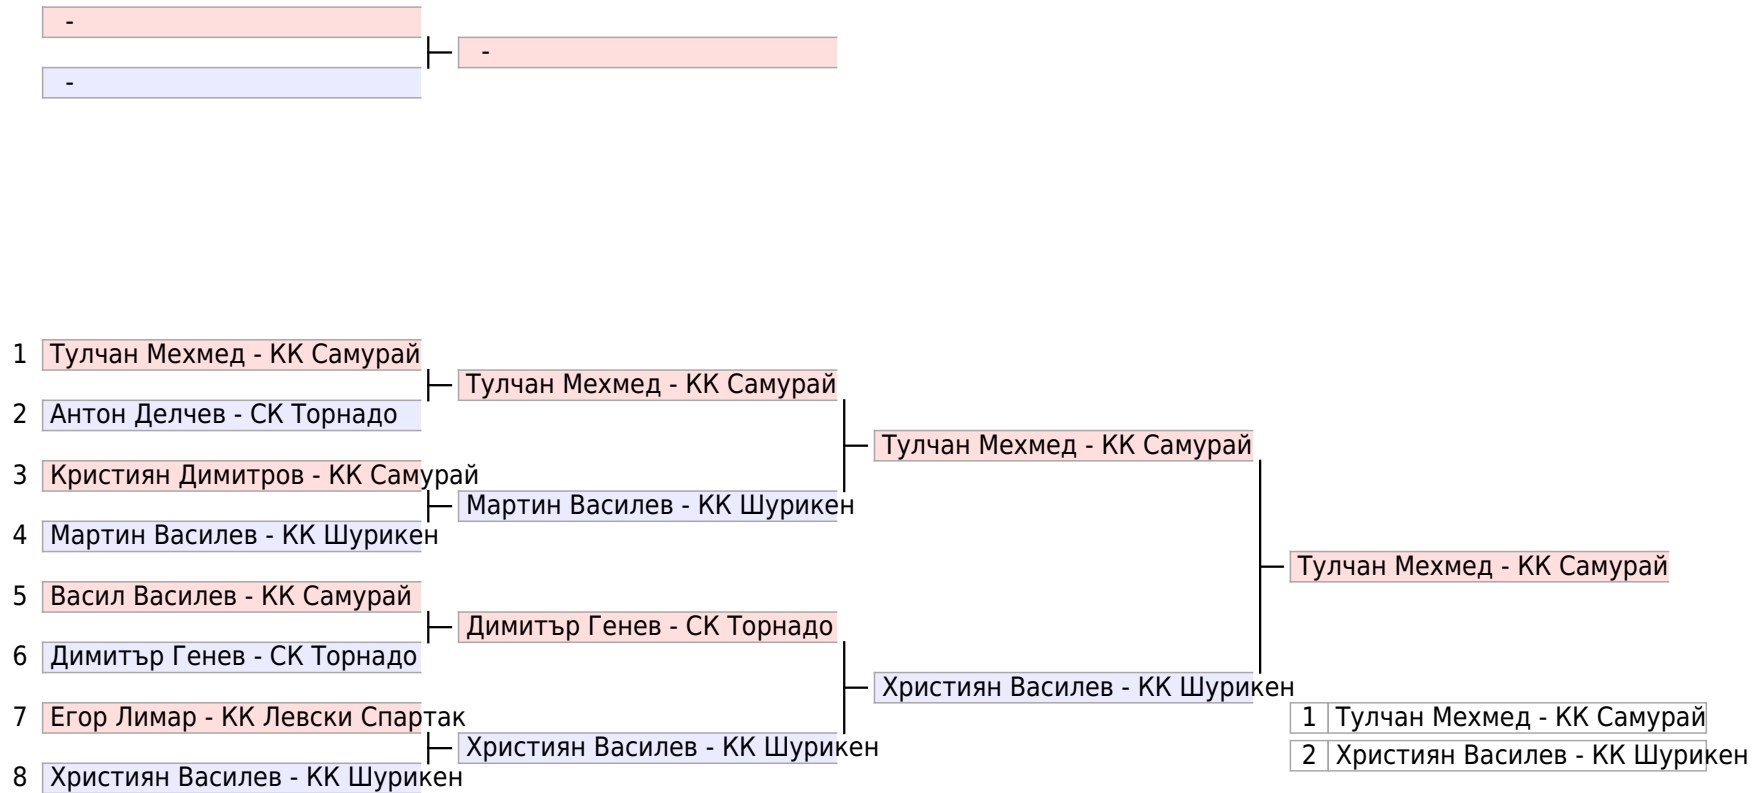 -
-
-
1 Тулчан Мехмед - КК Самурай
2 Антон Делчев - СК Торнадо
3 Кристиян Димитров - КК Самурай
4 Мартин Василев - КК Шурикен
5 Васил Василев - КК Самурай
6 Димитър Генев - СК Торнадо
7 Егор Лимар - КК Левски Спартак
8 Християн Василев - КК Шурикен
Тулчан Мехмед - КК Самурай
Мартин Василев - КК Шурикен
Димитър Генев - СК Торнадо
Християн Василев - КК Шурикен
Тулчан Мехмед - КК Самурай
Християн Василев - КК Шурикен
Тулчан Мехмед - КК Самурай
1 Тулчан Мехмед - КК Самурай
2 Християн Василев - КК Шурикен